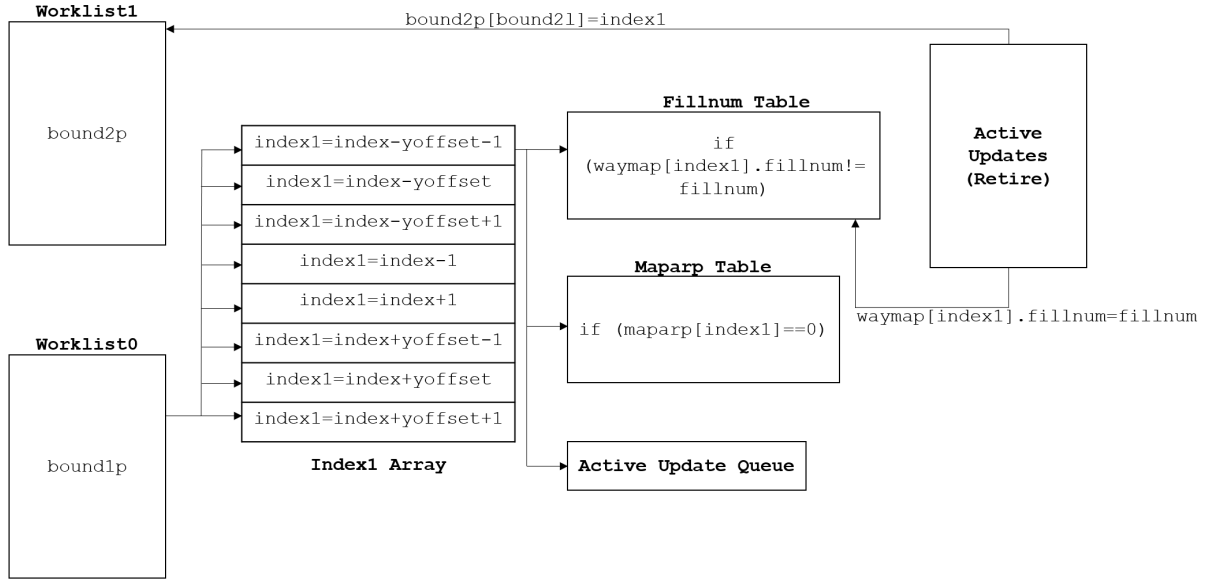 Worklist1
bound2p
bound2p[bound2l]=index1
Worklist0
bound1p
index1=index-yoffset-1
index1=index-yoffset
index1=index-yoffset+1
index1=index-1
index1=index+1
index1=index+yoffset-1
index1=index+yoffset
index1=index+yoffset+1
Index1 Array
Fillnum Table
if
(waymap[index1].fillnum!=
fillnum)
Maparp Table
if (maparp[index1]==0)
Active Update Queue
Active
Updates
(Retire)
waymap[index1].fillnum=fillnum